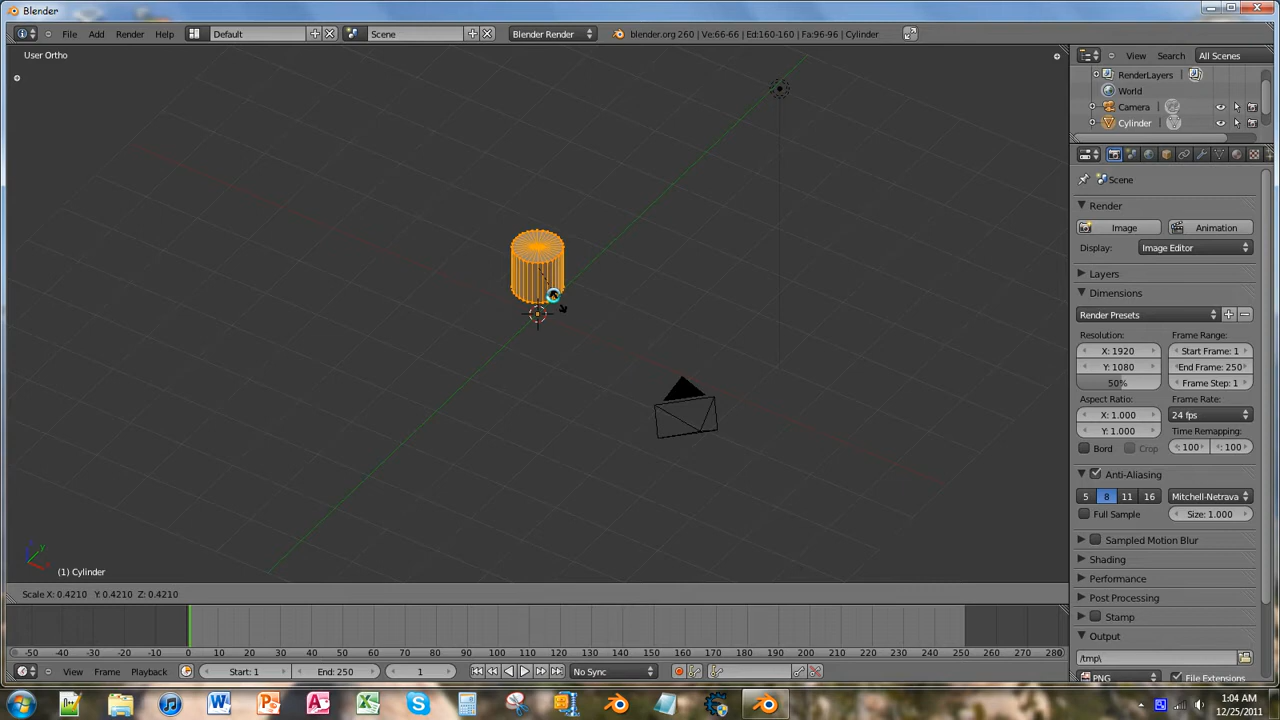 Blender
File Add Render Help Default Scene Blender Render blender.org 260 | Ve:66-66 | Ed:160-160 | Fa:96-96 | Cylinder
User Ortho
View Search All Scenes
RenderLayers
World
Camera
Cylinder
Scene
Render
Image Animation
Display: Image Editor
Layers
Dimensions
Render Presets
Resolution: Frame Range:
X: 1920 Start Frame: 1
Y: 1080 End Frame: 250
50% Frame Step: 1
Aspect Ratio: Frame Rate:
X: 1.000 24 fps
Y: 1.000 Time Remapping:
Bord Crop : 100 : 100
Anti-Aliasing
5 8 11 16 Mitchell-Netrava
Full Sample Size: 1.000
Sampled Motion Blur
Shading
Performance
Post Processing
Stamp
Output
/tmp\
PNG File Extensions
y
(1) Cylinder
Scale X: 0.4210 Y: 0.4210 Z: 0.4210
-50 -40 -30 -20 -10 0 10 20 30 40 50 60 70 80 90 100 110 120 130 140 150 160 170 180 190 200 210 220 230 240 250 260 270 280
View Frame Playback Start: 1 End: 250 1 No Sync
1:04 AM
12/25/2011